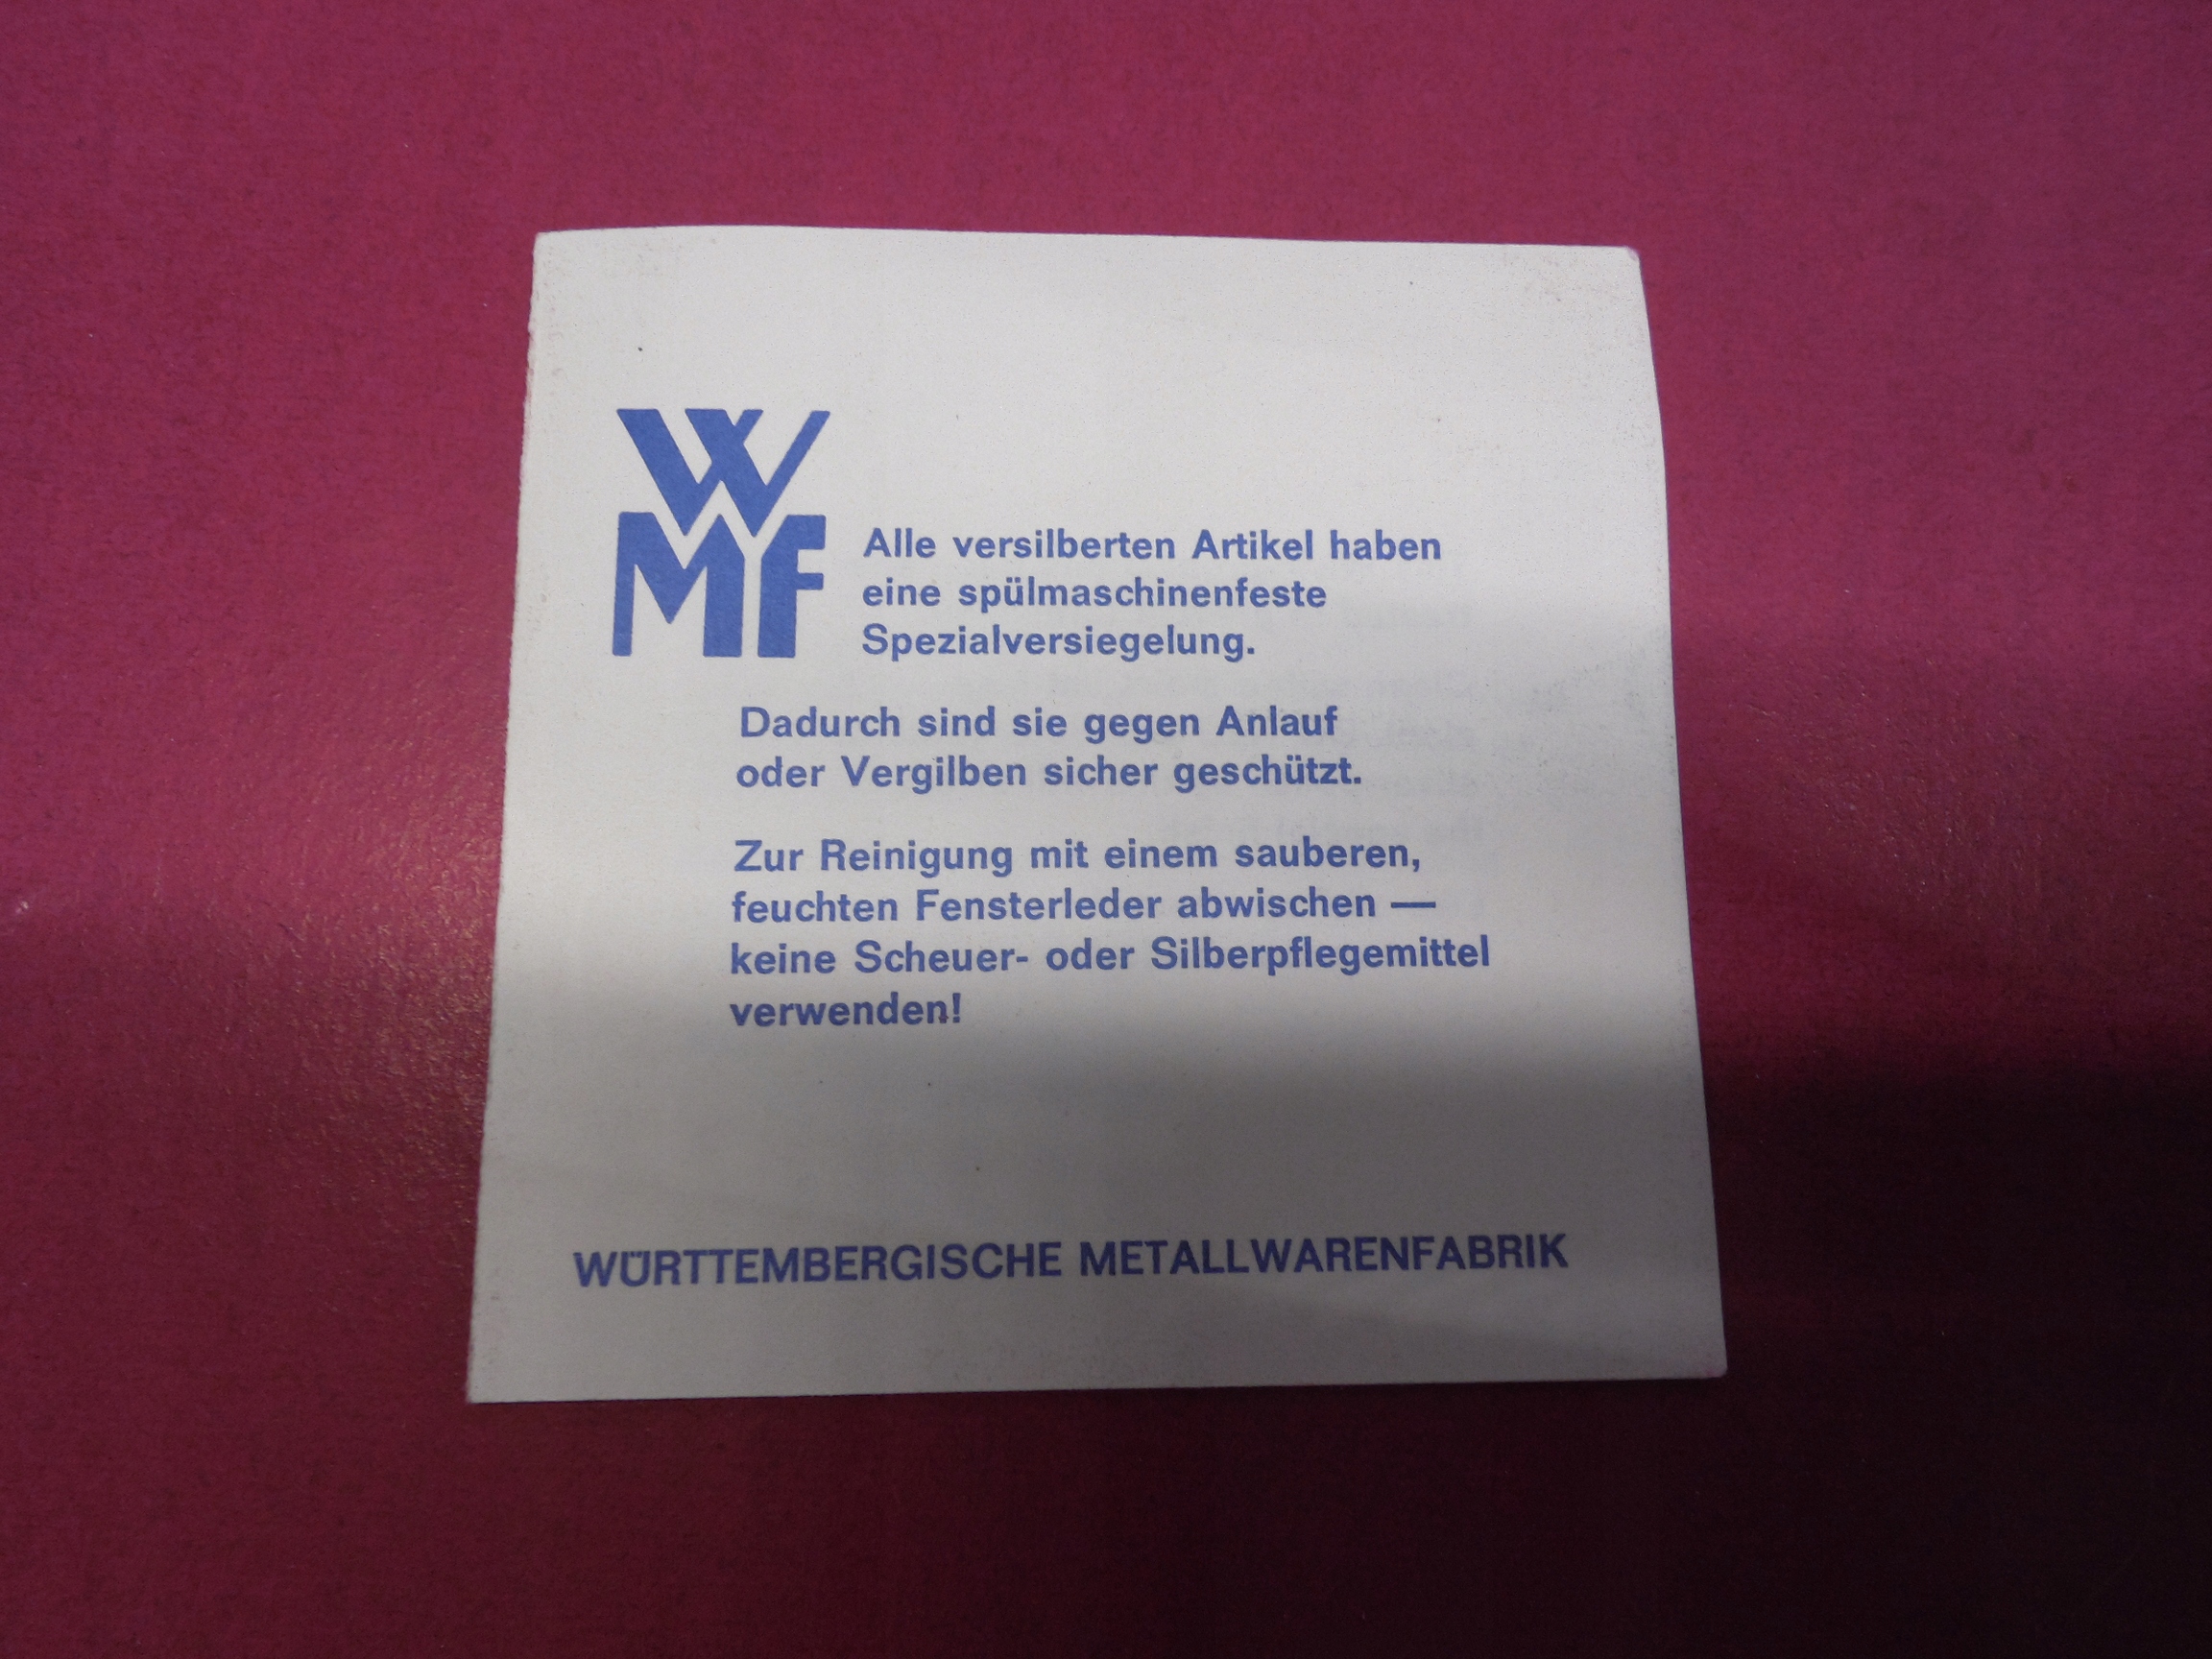 WMF
Alle versilberten Artikel haben
eine spülmaschinenfeste
Spezialversiegelung.
Dadurch sind sie gegen Anlauf
oder Vergilben sicher geschützt.
Zur Reinigung mit einem sauberen,
feuchten Fensterleder abwischen —
keine Scheuer- oder Silberpflegemittel
verwenden!
WÜRTTEMBERGISCHE METALLWARENFABRIK